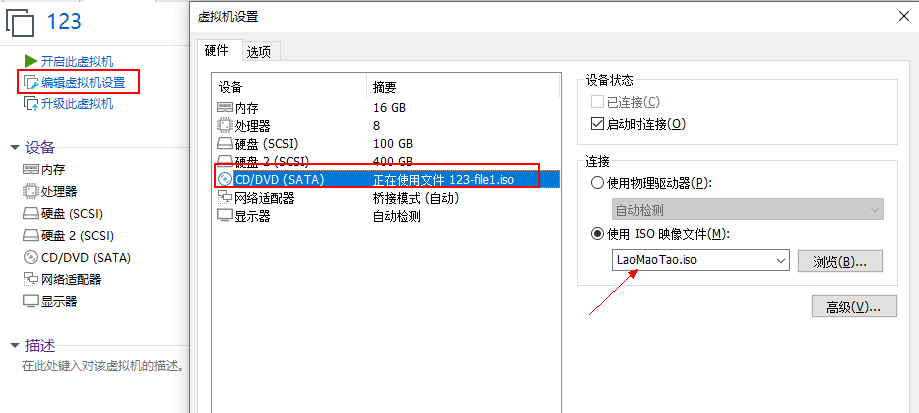 123
开启此虚拟机
编辑虚拟机设置
升级此虚拟机
设备
内存
处理器
硬盘 (SCSI)
硬盘 2 (SCSI)
CD/DVD (SATA)
网络适配器
显示器
描述
在此处键入对该虚拟机的描述。
虚拟机设置
硬件 选项
设备 摘要
内存 16 GB
处理器 8
硬盘 (SCSI) 100 GB
硬盘 2 (SCSI) 400 GB
CD/DVD (SATA) 正在使用文件 123-file1.iso
网络适配器 桥接模式 (自动)
显示器 自动检测
设备状态
已连接(C)
启动时连接(O)
连接
使用物理驱动器(P):
自动检测
使用 ISO 映像文件(M):
LaoMaoTao.iso 浏览(B)...
高级(V)...